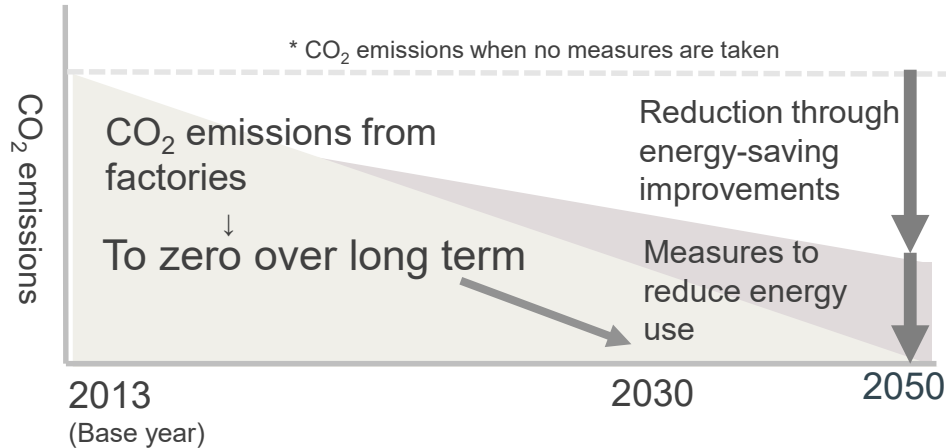 * CO₂ emissions when no measures are taken
CO₂ emissions
CO₂ emissions from
factories
↓
To zero over long term
Reduction through
energy-saving
improvements
Measures to
reduce energy
use
2013
(Base year)
2030
2050